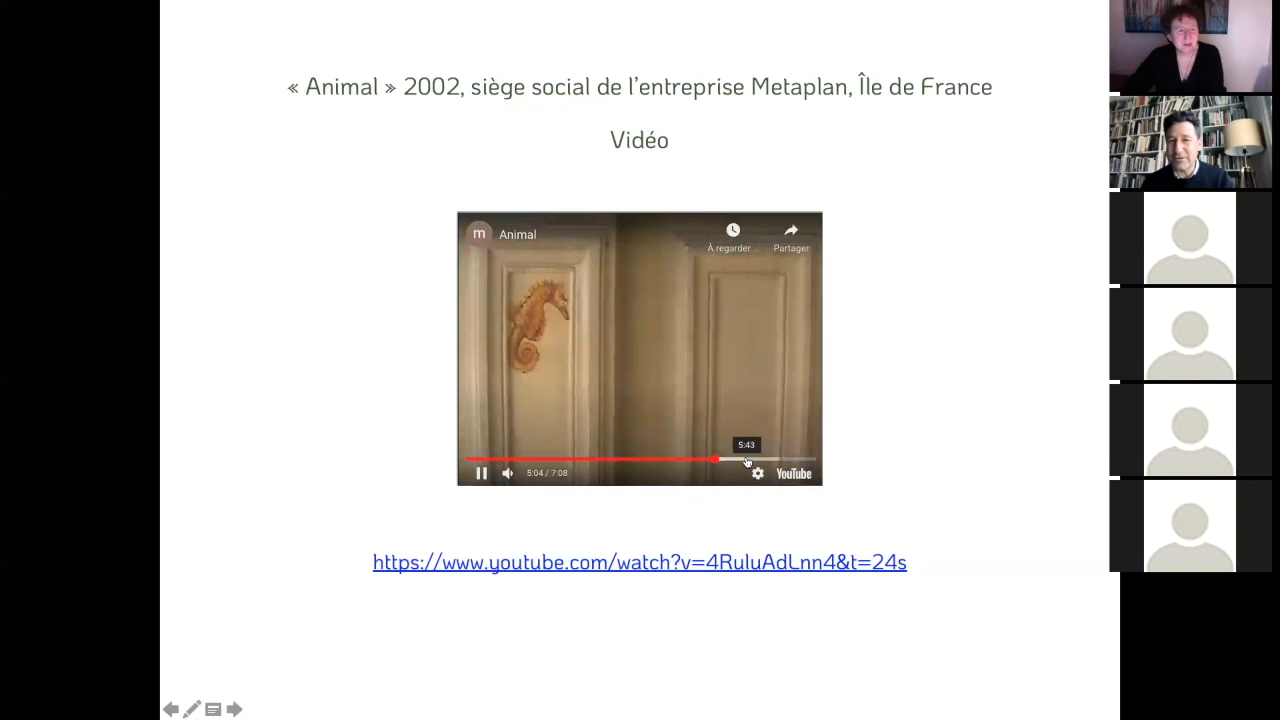 « Animal » 2002, siège social de l’entreprise Metaplan, Île de France
Vidéo
m Animal
À regarder ... Partager
5:43
5:04 / 7:08
YouTube
https://www.youtube.com/watch?v=4RuluAdLnn4&t=24s